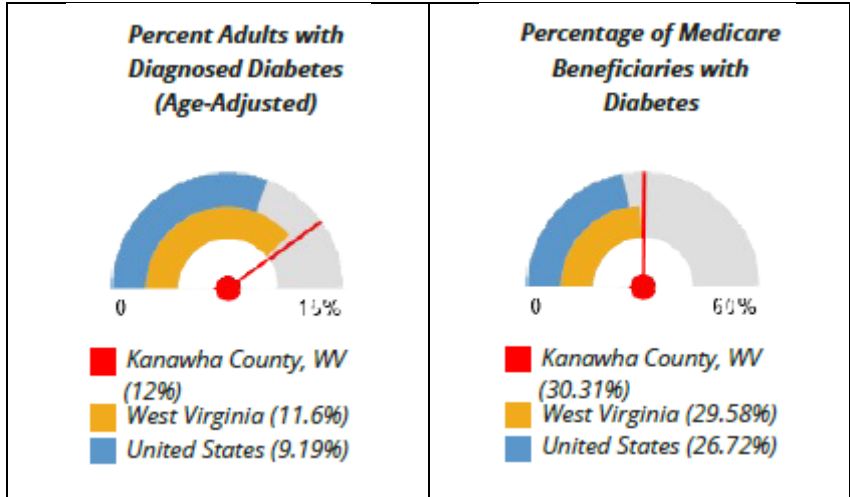 Percent Adults with
Diagnosed Diabetes
(Age-Adjusted)
0
15%
Kanawha County, WV
(12%)
West Virginia (11.6%)
United States (9.19%)
Percentage of Medicare
Beneficiaries with
Diabetes
0
60%
Kanawha County, WV
(30.31%)
West Virginia (29.58%)
United States (26.72%)